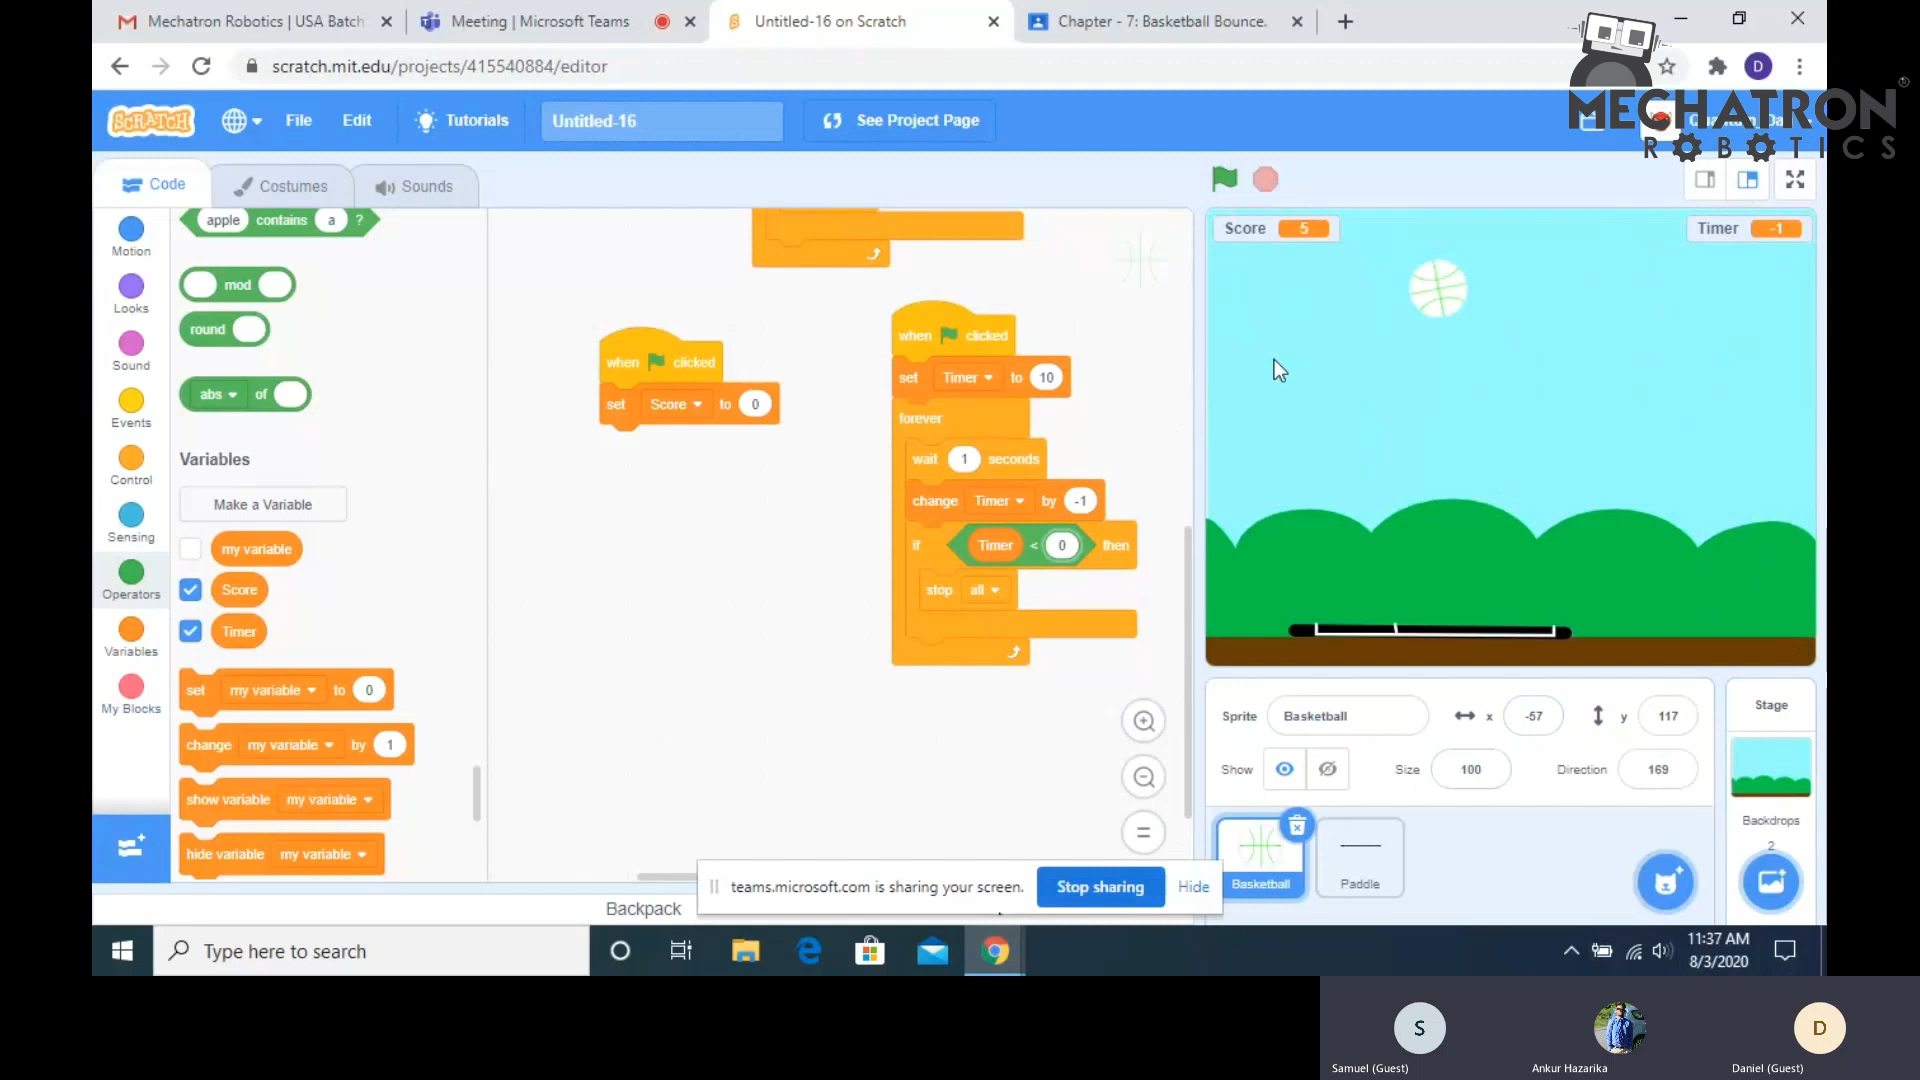 Mechatron Robotics | USA Batch
Meeting | Microsoft Teams
Untitled-16 on Scratch
Chapter - 7: Basketball Bounce.
scratch.mit.edu/projects/415540884/editor
D
MECHATRON
ROBOTICS
SCRATCH
File
Edit
Tutorials
Untitled-16
See Project Page
Code
Costumes
Sounds
Motion
Looks
Sound
Events
Control
Sensing
Operators
Variables
My Blocks
apple contains a ?
mod
round
abs of
Variables
Make a Variable
my variable
Score
Timer
set my variable to 0
change my variable by 1
show variable my variable
hide variable my variable
when clicked
set Score to 0
when clicked
set Timer to 10
forever
wait 1 seconds
change Timer by -1
if Timer < 0 then
stop all
Score 5
Timer -1
Sprite Basketball x -57 y 117
Show Size 100 Direction 169
Basketball
Paddle
Stage
Backdrops
2
Backpack
teams.microsoft.com is sharing your screen.
Stop sharing
Hide
Type here to search
11:37 AM
8/3/2020
S
D
Samuel (Guest)
Ankur Hazarika
Daniel (Guest)